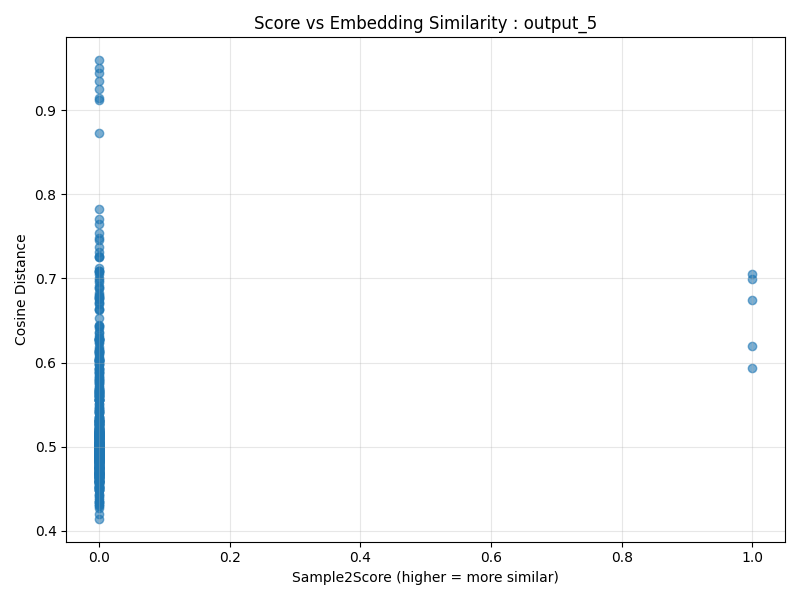 Score vs Embedding Similarity : output_5
0.9
0.8
0.7
0.6
0.5
0.4
Cosine Distance
0.0 0.2 0.4 0.6 0.8 1.0
Sample2Score (higher = more similar)